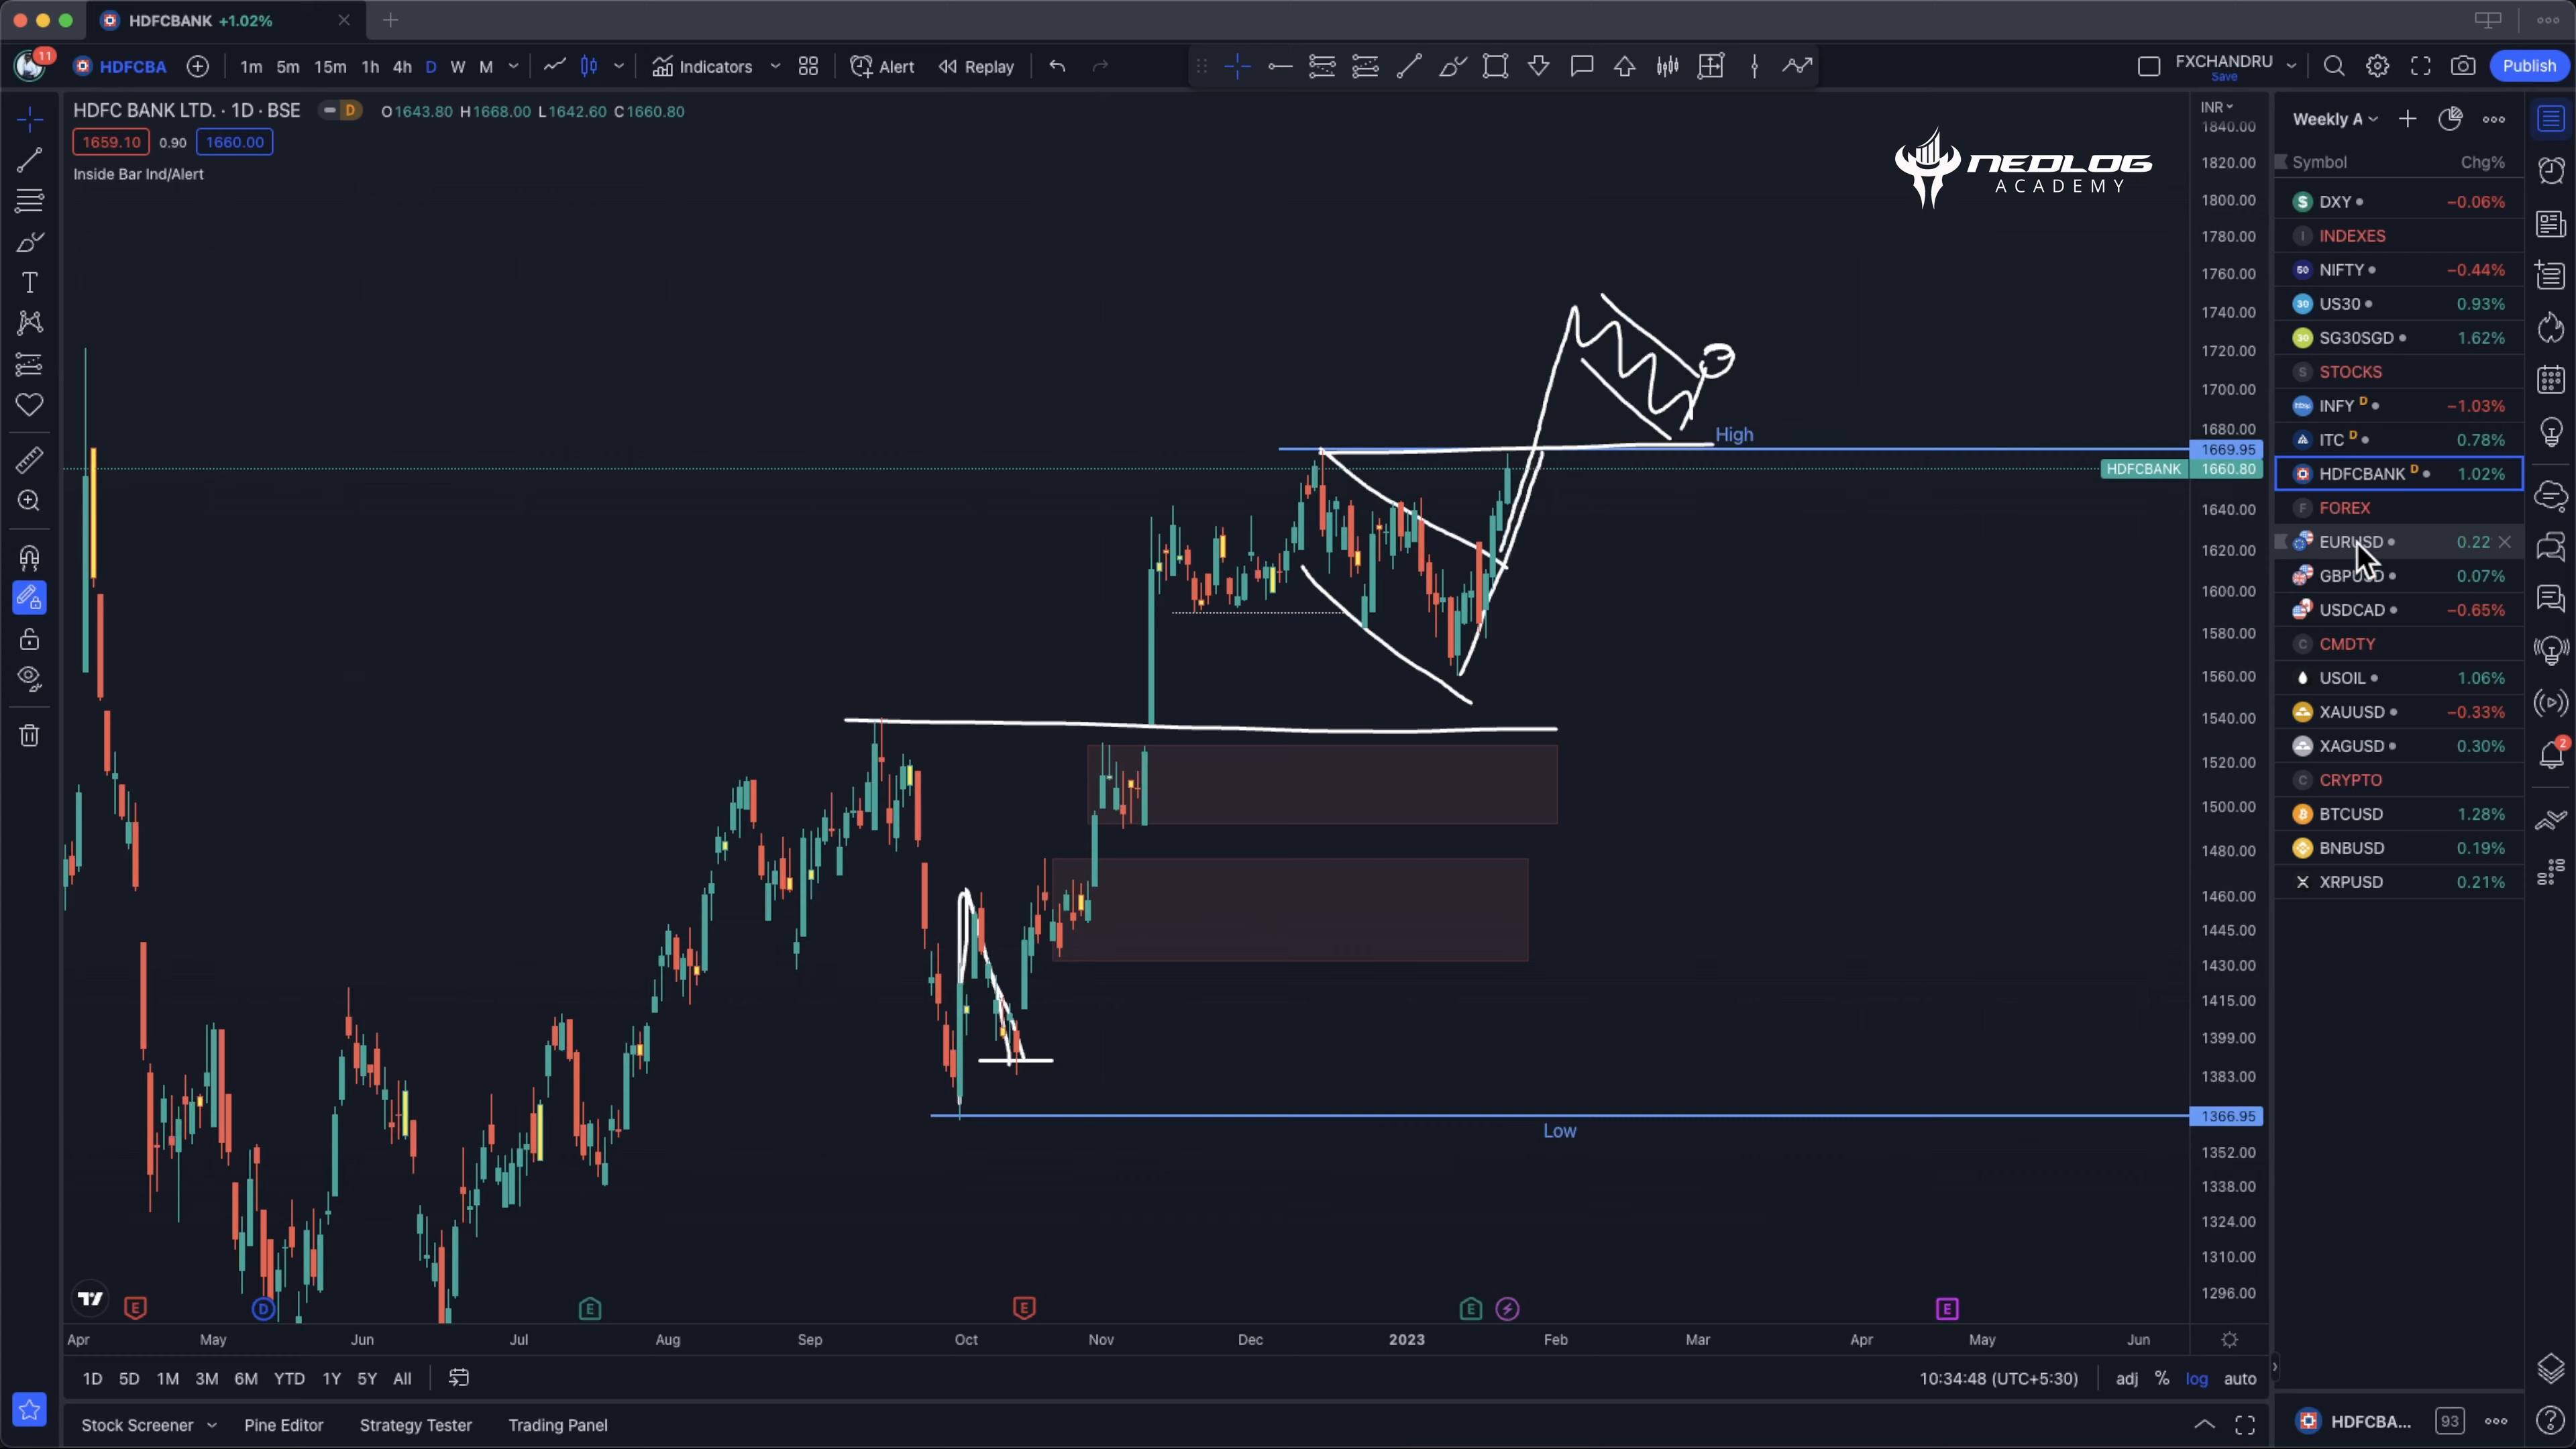 HDFCBANK +1.02%
11 HDFCBA 1m 5m 15m 1h 4h D W M Indicators Alert Replay FXCHANDRU Save Publish
HDFC BANK LTD. · 1D · BSE D O1643.80 H1668.00 L1642.60 C1660.80
1659.10 0.90 1660.00
Inside Bar Ind/Alert
NEOLOG
ACADEMY
High
Low
INR
1840.00
1820.00
1800.00
1780.00
1760.00
1740.00
1720.00
1700.00
1680.00
1669.95
HDFCBANK 1660.80
1640.00
1620.00
1600.00
1580.00
1560.00
1540.00
1520.00
1500.00
1480.00
1460.00
1445.00
1430.00
1415.00
1399.00
1383.00
1366.95
1352.00
1338.00
1324.00
1310.00
1296.00
E D E E E E
Apr May Jun Jul Aug Sep Oct Nov Dec 2023 Feb Mar Apr May Jun
1D 5D 1M 3M 6M YTD 1Y 5Y All 10:34:48 (UTC+5:30) adj % log auto
Stock Screener Pine Editor Strategy Tester Trading Panel
Weekly A
Symbol Chg%
DXY −0.06%
INDEXES
50 NIFTY −0.44%
30 US30 0.93%
30 SG30SGD 1.62%
S STOCKS
INFY D −1.03%
ITC D 0.78%
HDFCBANK D 1.02%
F FOREX
EURUSD 0.22
GBPUSD 0.07%
USDCAD −0.65%
C CMDTY
USOIL 1.06%
XAUUSD −0.33%
XAGUSD 0.30%
C CRYPTO
BTCUSD 1.28%
BNBUSD 0.19%
XRPUSD 0.21%
2
HDFCBA... 93